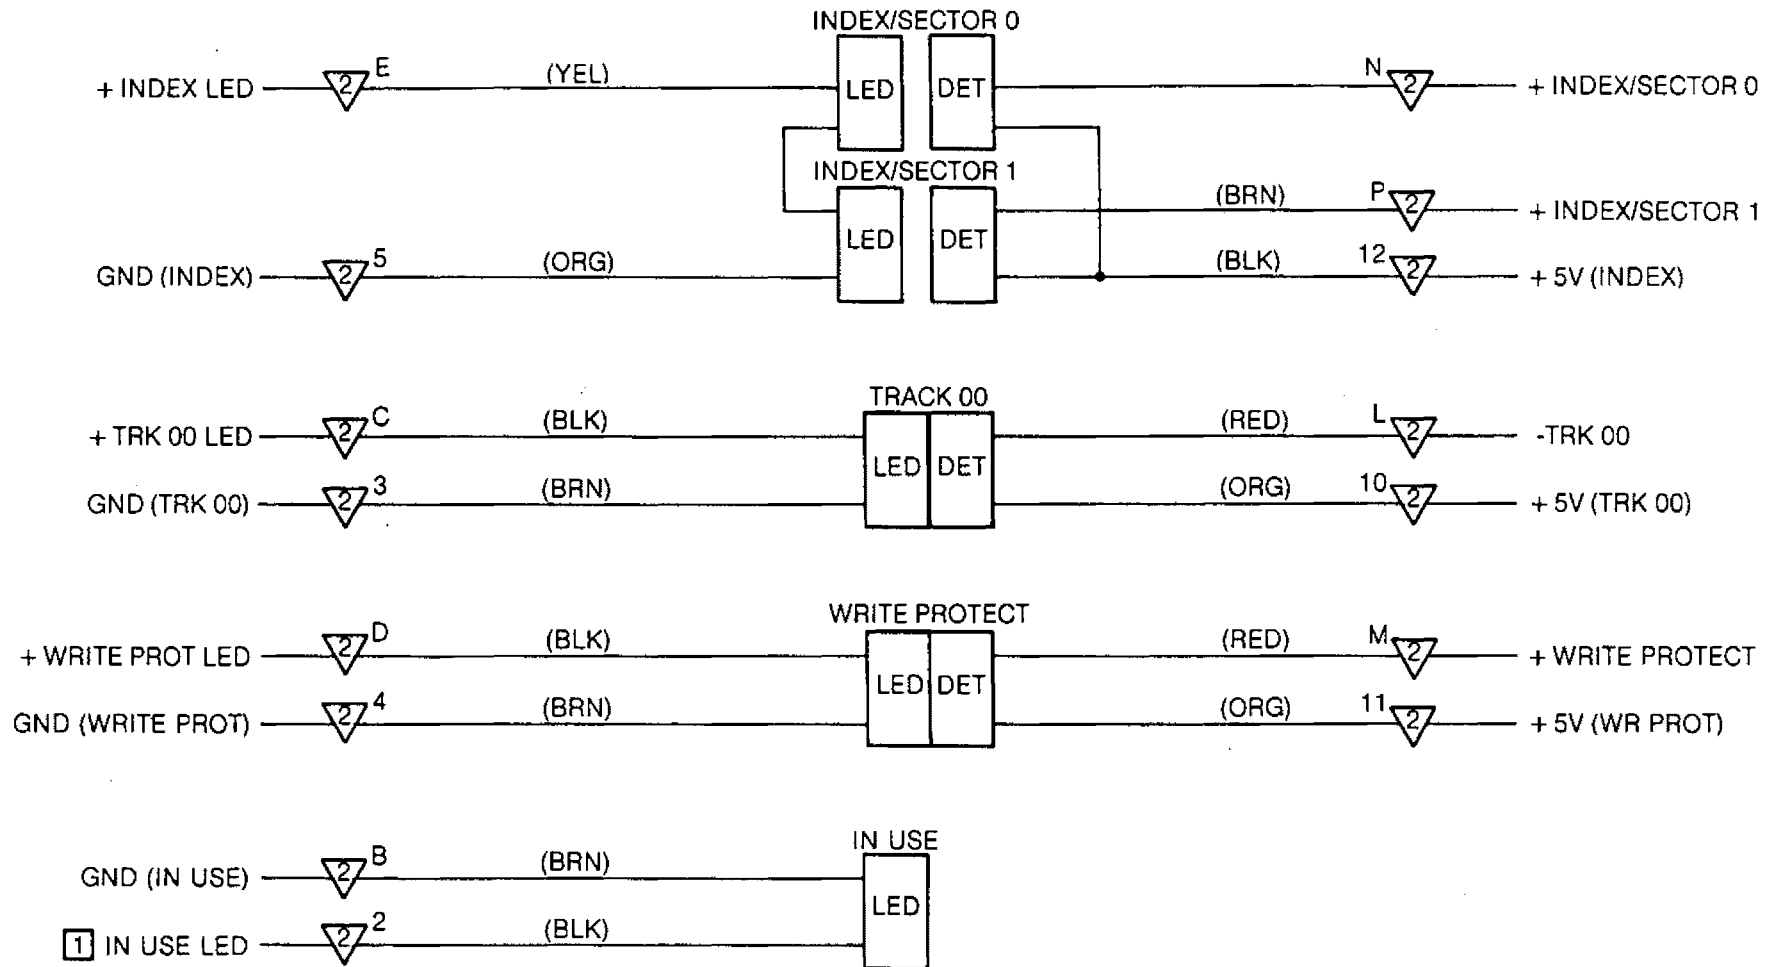 INDEX/SECTOR 0
+ INDEX LED 2 E (YEL) LED DET N 2 + INDEX/SECTOR 0
INDEX/SECTOR 1
LED DET (BRN) P 2 + INDEX/SECTOR 1
GND (INDEX) 2 5 (ORG) (BLK) 12 2 + 5V (INDEX)
TRACK 00
+ TRK 00 LED 2 C (BLK) (RED) L 2 -TRK 00
LED DET
GND (TRK 00) 2 3 (BRN) (ORG) 10 2 + 5V (TRK 00)
WRITE PROTECT
+ WRITE PROT LED 2 D (BLK) (RED) M 2 + WRITE PROTECT
LED DET
GND (WRITE PROT) 2 4 (BRN) (ORG) 11 2 + 5V (WR PROT)
IN USE
GND (IN USE) 2 B (BRN)
LED
1 IN USE LED 2 2 (BLK)